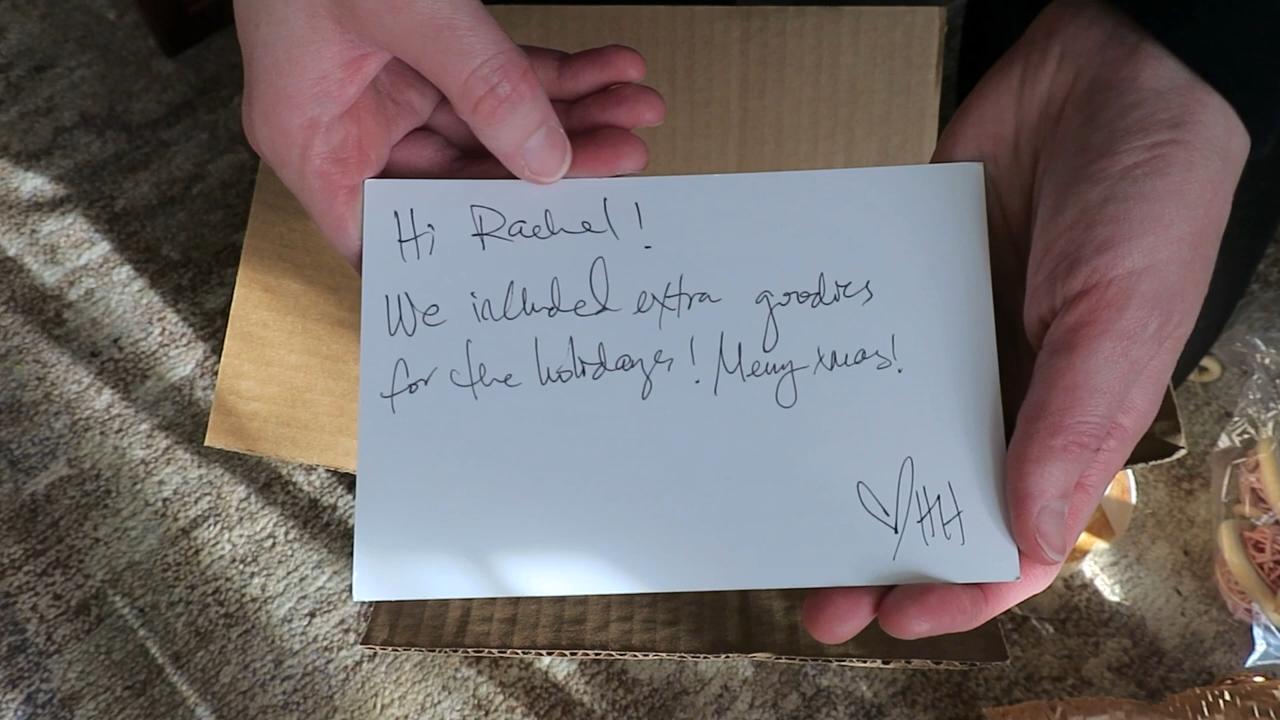 Hi Rachel!
We included extra goodies
for the holidays! Merry xmas!
♡HH